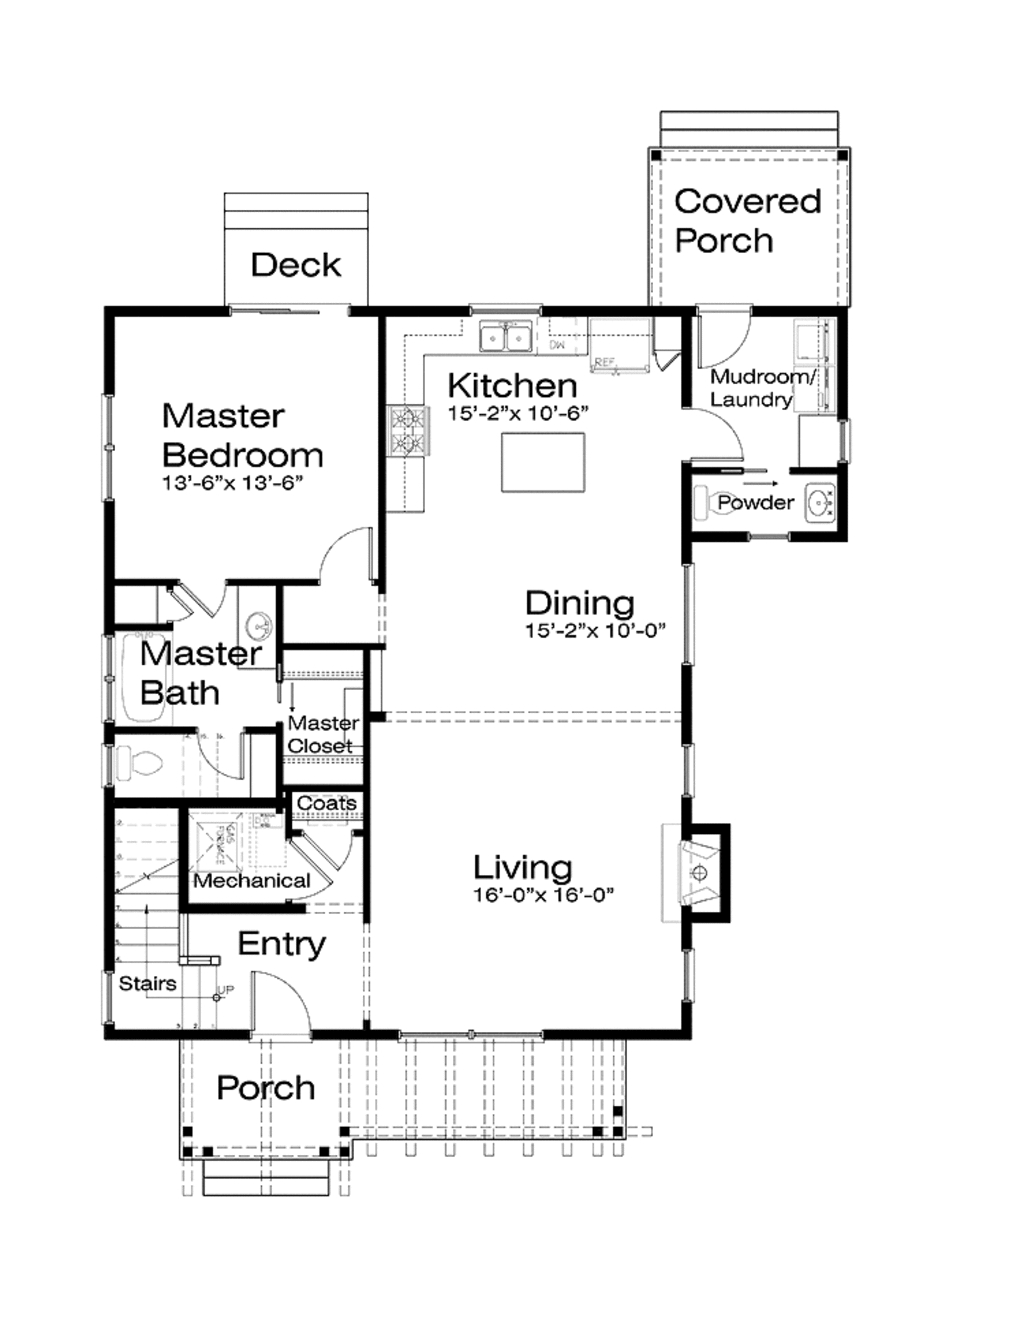 Covered
Porch
Deck
DW
REF
Kitchen
15'-2"x 10'-6"
Mudroom/
Laundry
Master
Bedroom
13'-6"x 13'-6"
Powder
Dining
15'-2"x 10'-0"
Master
Bath
Master
Closet
Coats
GAS
FURNACE
Mechanical
Living
16'-0"x 16'-0"
Entry
Stairs
UP
Porch